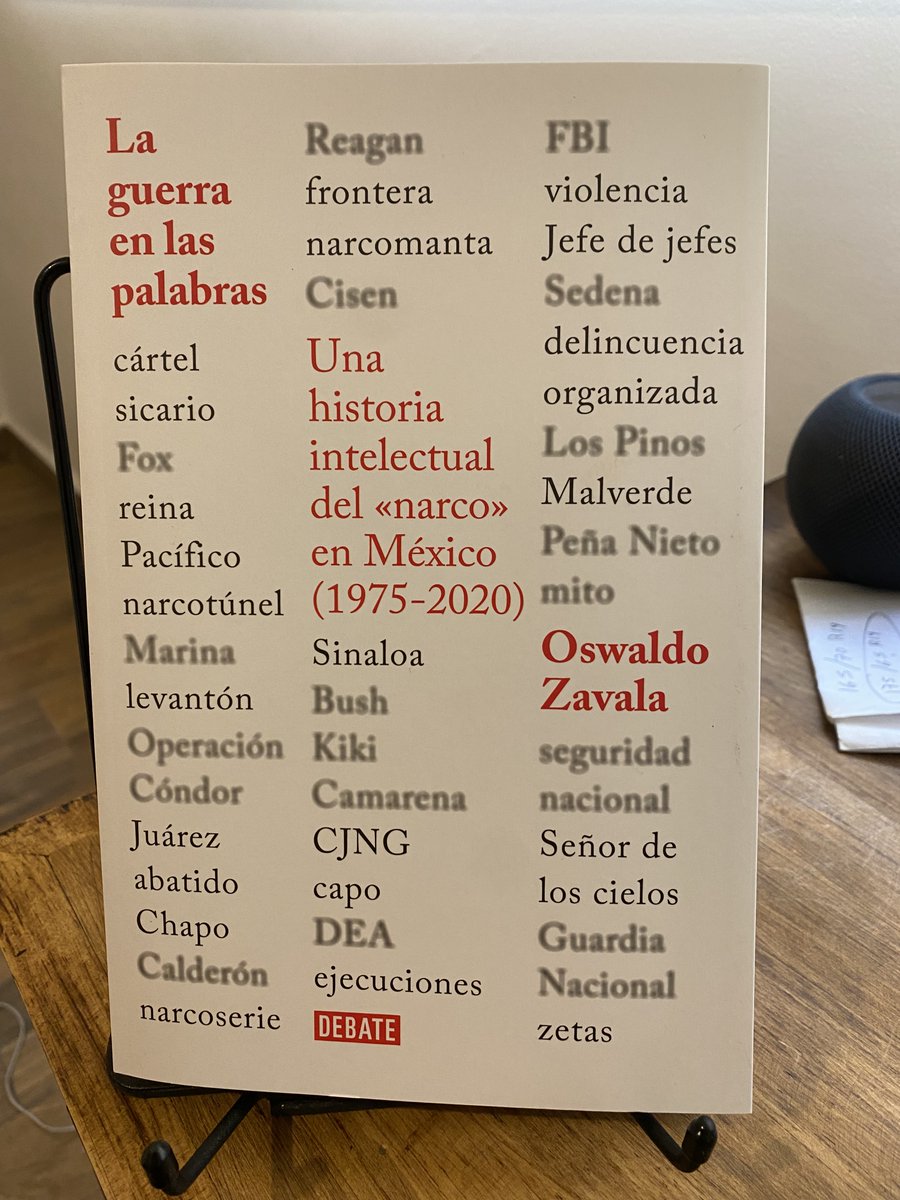 La
guerra
en las
palabras
cártel
sicario
Fox
reina
Pacífico
narcotúnel
Marina
levantón
Operación
Cóndor
Juárez
abatido
Chapo
Calderón
narcoserie
Reagan
frontera
narcomanta
Cisen
Una
historia
intelectual
del «narco»
en México
(1975-2020)
Sinaloa
Bush
Kiki
Camarena
CJNG
capo
DEA
ejecuciones
DEBATE
FBI
violencia
Jefe de jefes
Sedena
delincuencia
organizada
Los Pinos
Malverde
Peña Nieto
mito
Oswaldo
Zavala
seguridad
nacional
Señor de
los cielos
Guardia
Nacional
zetas